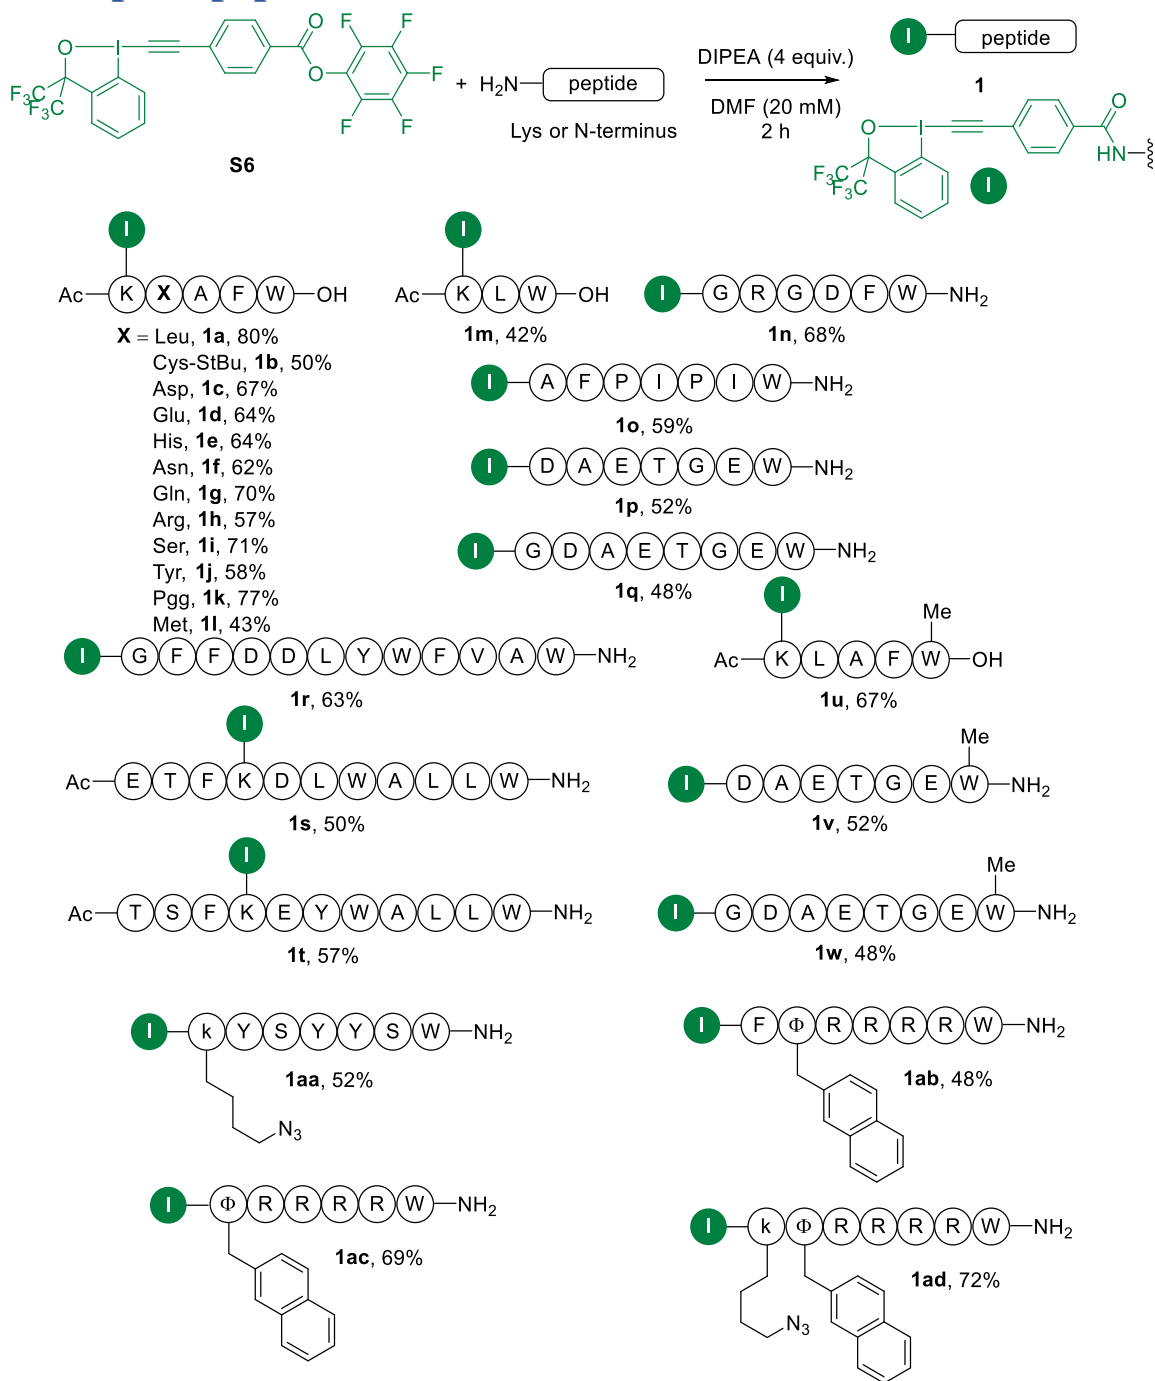 O I O O F F F F F
F3C CF3
S6
+ H2N peptide
Lys or N-terminus
DIPEA (4 equiv.)
DMF (20 mM)
2 h
I peptide
1
O I O HN
F3C CF3
I
I
Ac K X A F W OH
X = Leu, 1a, 80%
Cys-StBu, 1b, 50%
Asp, 1c, 67%
Glu, 1d, 64%
His, 1e, 64%
Asn, 1f, 62%
Gln, 1g, 70%
Arg, 1h, 57%
Ser, 1i, 71%
Tyr, 1j, 58%
Pgg, 1k, 77%
Met, 1l, 43%
I
Ac K L W OH
1m, 42%
I G R G D F W NH2
1n, 68%
I A F P I P I W NH2
1o, 59%
I D A E T G E W NH2
1p, 52%
I G D A E T G E W NH2
1q, 48%
I G F F D D L Y W F V A W NH2
1r, 63%
I Me
Ac K L A F W OH
1u, 67%
I
Ac E T F K D L W A L L W NH2
1s, 50%
Me
I D A E T G E W NH2
1v, 52%
I
Ac T S F K E Y W A L L W NH2
1t, 57%
Me
I G D A E T G E W NH2
1w, 48%
I k Y S Y Y S W NH2
1aa, 52%
N3
I F Φ R R R R W NH2
1ab, 48%
I Φ R R R R W NH2
1ac, 69%
I k Φ R R R R W NH2
1ad, 72%
N3